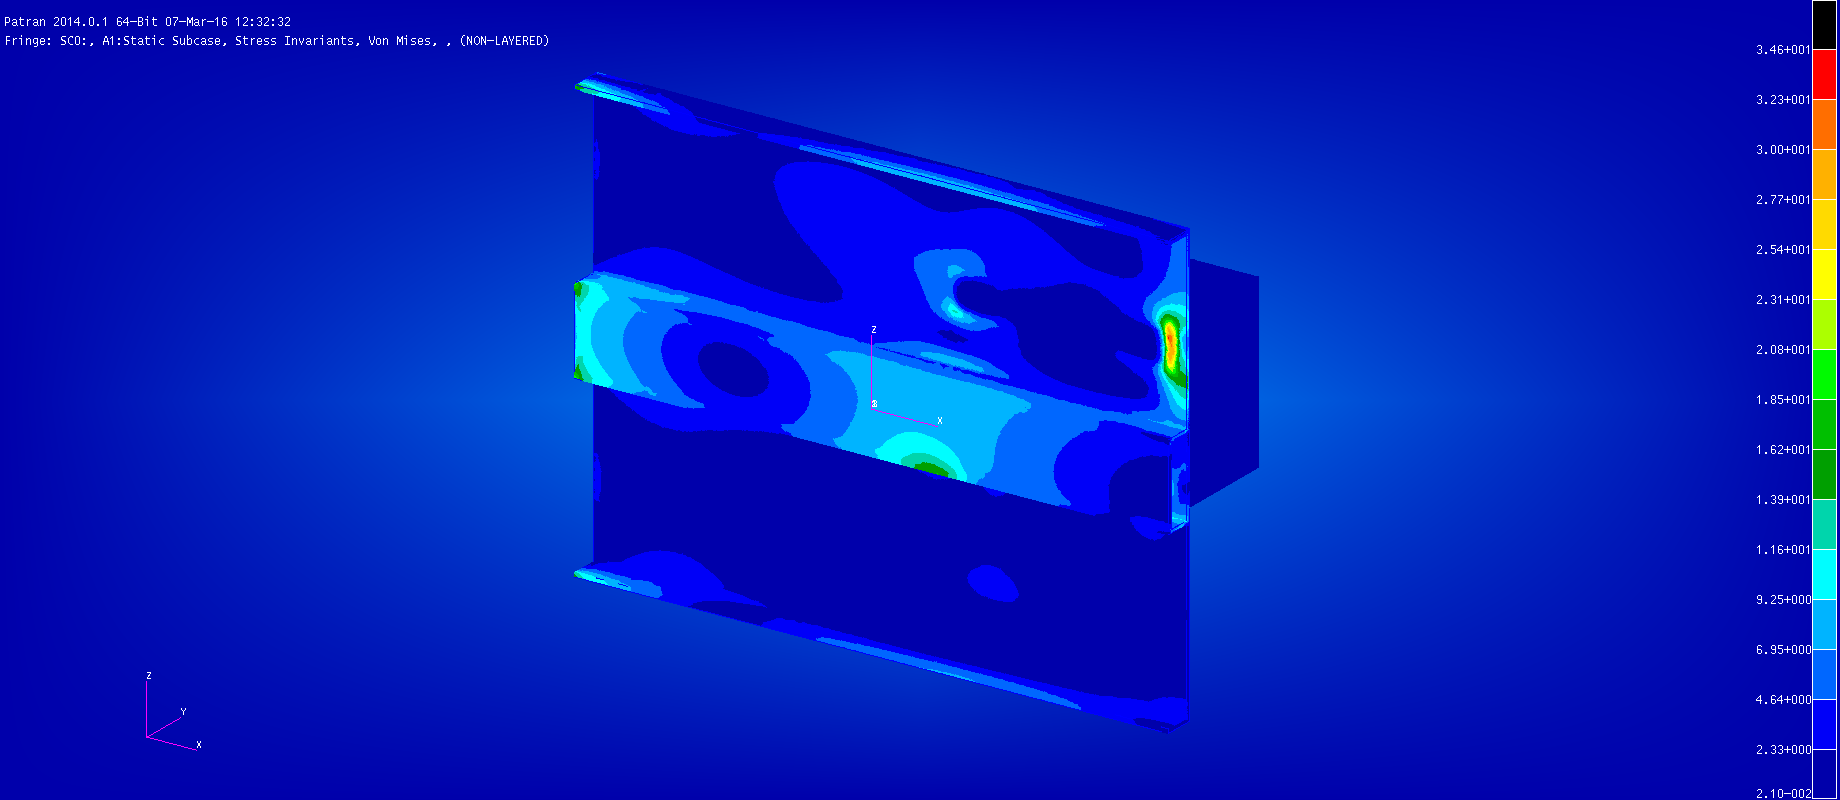 Patran 2014.0.1 64-Bit 07-Mar-16 12:32:32
Fringe: SC0:, A1:Static Subcase, Stress Invariants, Von Mises, , (NON-LAYERED)
3.46+001
3.23+001
3.00+001
2.77+001
2.54+001
2.31+001
2.08+001
1.85+001
1.62+001
1.39+001
1.16+001
9.25+000
6.95+000
4.64+000
2.33+000
2.10-002
Z
X
Z
Y
X